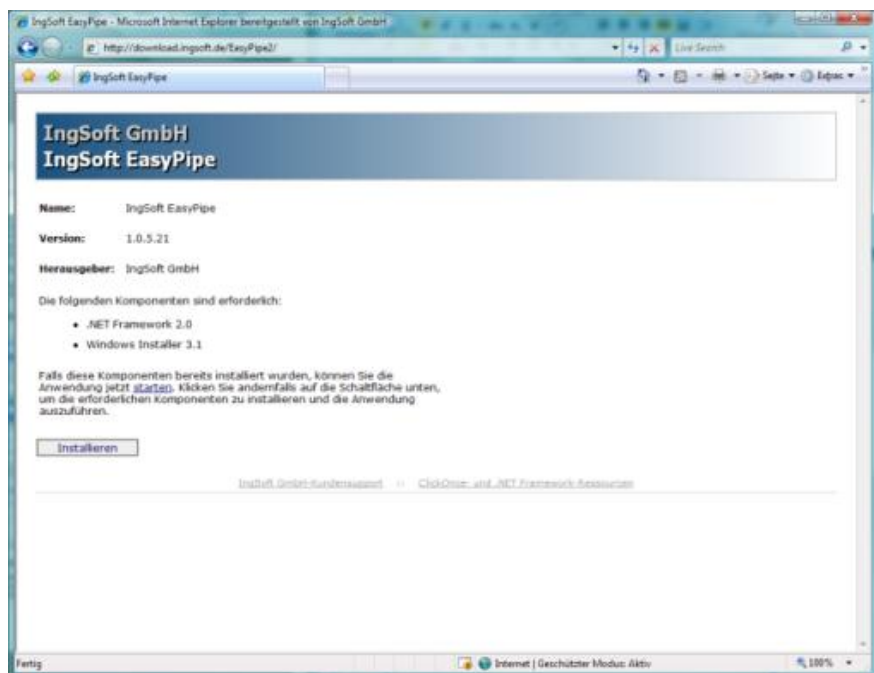 IngSoft EasyPipe - Microsoft Internet Explorer bereitgestellt von IngSoft GmbH
http://download.ingsoft.de/EasyPipe2/
Live Search
IngSoft EasyPipe
Seite
Extras
IngSoft GmbH
IngSoft EasyPipe
Name: IngSoft EasyPipe
Version: 1.0.5.21
Herausgeber: IngSoft GmbH
Die folgenden Komponenten sind erforderlich:
.NET Framework 2.0
Windows Installer 3.1
Falls diese Komponenten bereits installiert wurden, können Sie die
Anwendung jetzt starten. Klicken Sie andernfalls auf die Schaltfläche unten,
um die erforderlichen Komponenten zu installieren und die Anwendung
auszuführen.
Installieren
IngSoft GmbH-Kundensupport :: ClickOnce- und .NET Framework-Ressourcen
Fertig
Internet | Geschützter Modus: Aktiv
100%